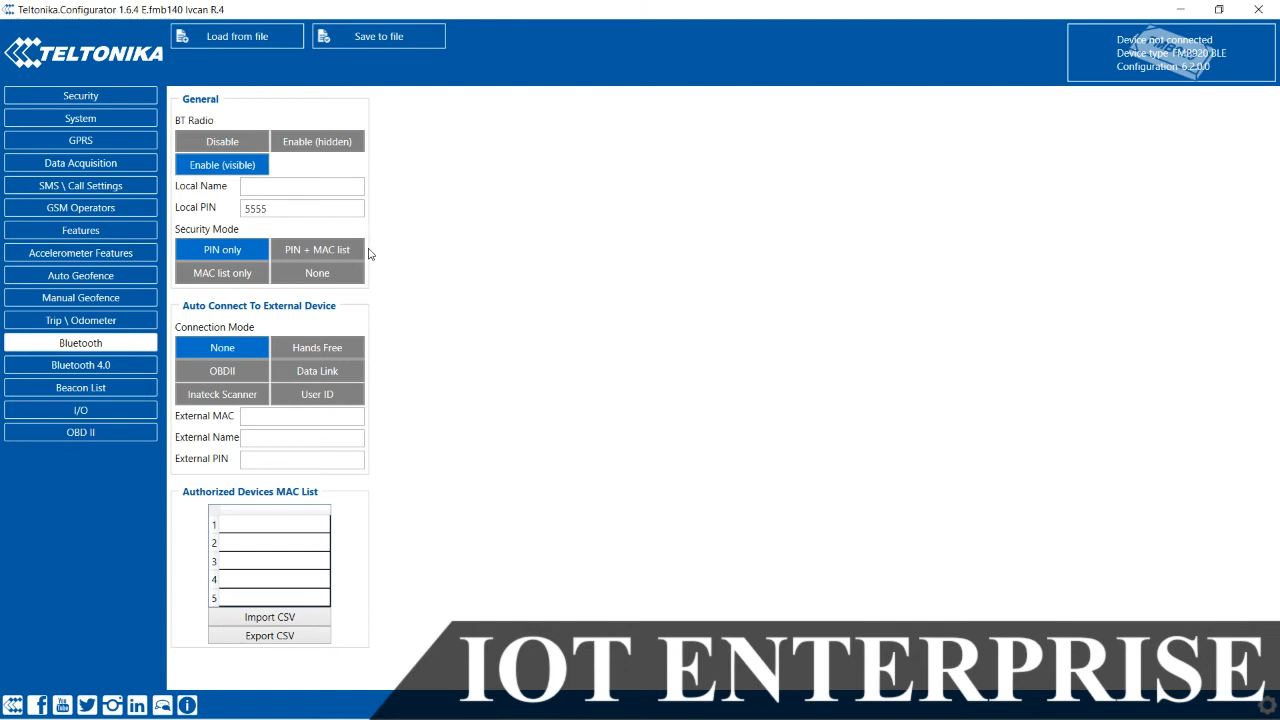 Teltonika.Configurator 1.6.4 E.fmb140 lvcan R.4
TELTONIKA
Load from file
Save to file
Device not connected
Device type FMB920 BLE
Configuration 6.2.0.0
Security
System
GPRS
Data Acquisition
SMS \ Call Settings
GSM Operators
Features
Accelerometer Features
Auto Geofence
Manual Geofence
Trip \ Odometer
Bluetooth
Bluetooth 4.0
Beacon List
I/O
OBD II
General
BT Radio
Disable
Enable (hidden)
Enable (visible)
Local Name
Local PIN 5555
Security Mode
PIN only
PIN + MAC list
MAC list only
None
Auto Connect To External Device
Connection Mode
None
Hands Free
OBDII
Data Link
Inateck Scanner
User ID
External MAC
External Name
External PIN
Authorized Devices MAC List
1
2
3
4
5
Import CSV
Export CSV
IOT ENTERPRISE